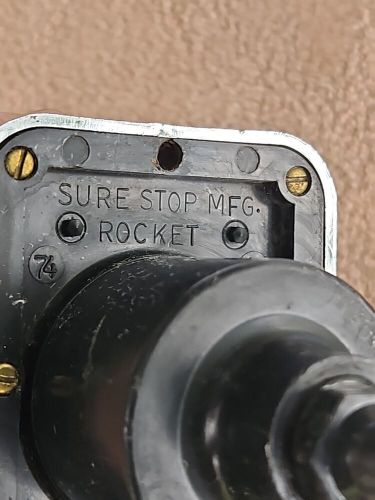 SURE STOP MFG.
ROCKET
74